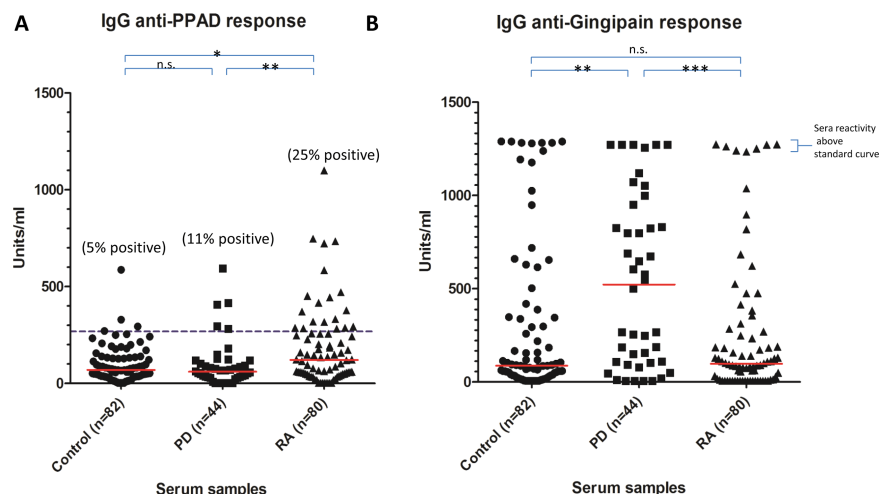 A
IgG anti-PPAD response
*
n.s.
**
1500
1000
500
0
Units/ml
(5% positive)
(11% positive)
(25% positive)
Control (n=82)
PD (n=44)
RA (n=80)
Serum samples
B
IgG anti-Gingipain response
n.s.
**
***
1500
1000
500
0
Units/ml
Sera reactivity
above
standard curve
Control (n=82)
PD (n=44)
RA (n=80)
Serum samples